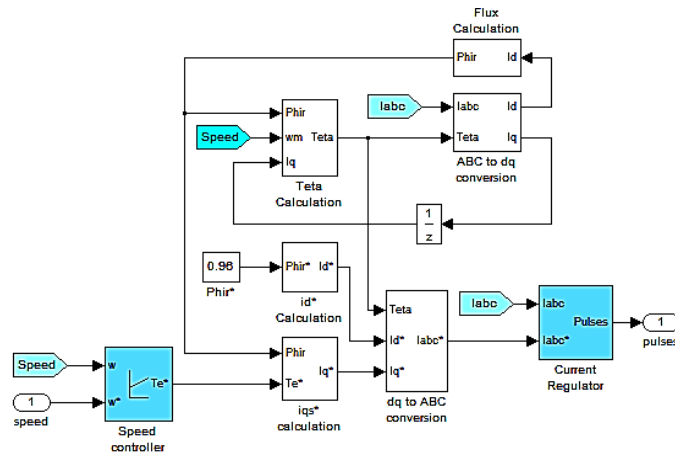 Flux
Calculation
Phir Id
Iabc
Iabc Id
Teta Iq
ABC to dq
conversion
Phir
Speed
wm Teta
Iq
Teta
Calculation
1
z
0.96
Phir*
Phir* Id*
id*
Calculation
Teta
Id* Iabc*
Iq*
dq to ABC
conversion
Iabc
Iabc
Pulses
Iabc*
Current
Regulator
1
pulses
Phir
Iq*
Te*
iqs*
calculation
Speed
w
Te*
w*
1
speed
Speed
controller